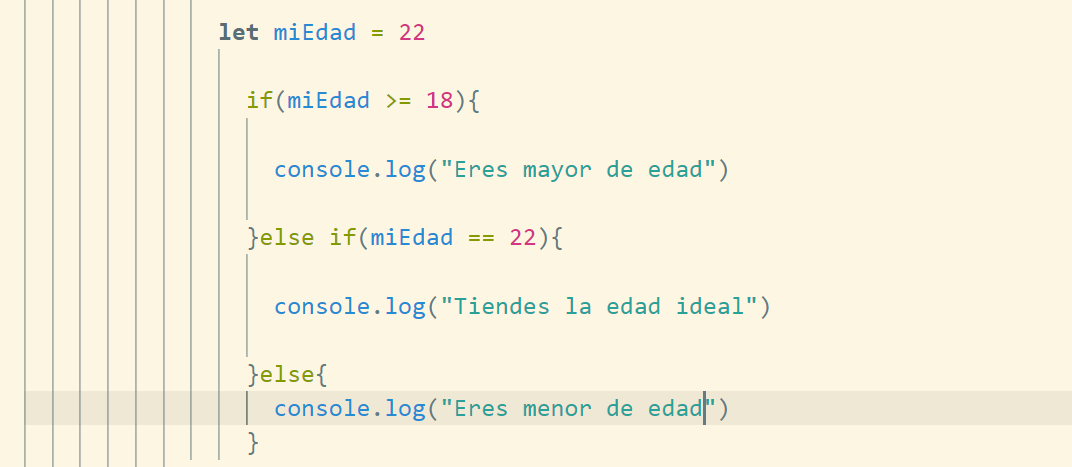 let miEdad = 22
if(miEdad >= 18){
console.log("Eres mayor de edad")
}else if(miEdad == 22){
console.log("Tiendes la edad ideal")
}else{
console.log("Eres menor de edad")
}